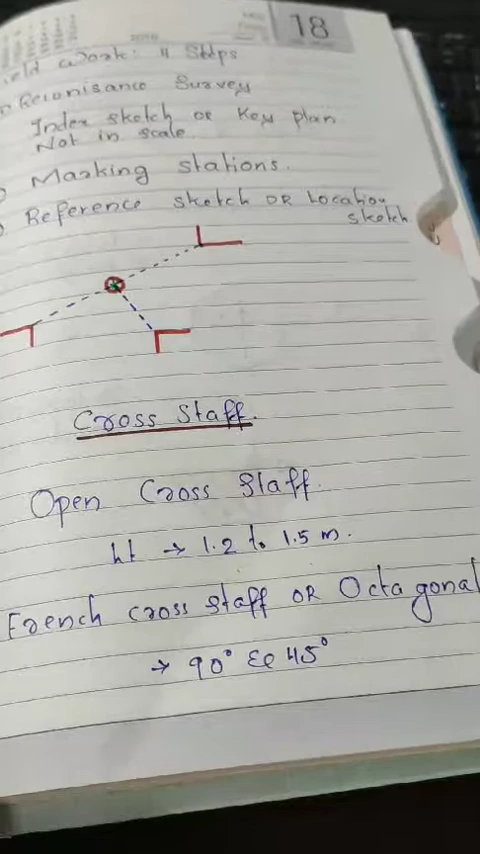 18
Field Work: 4 Steps
Reconisance Survey
Index sketch or Key plan
Not in scale
Marking stations.
Reference sketch OR Location
sketch
Cross Staff.
Open Cross Staff.
ht → 1.2 to 1.5 m.
French cross staff OR Octagonal
→ 90° & 45°